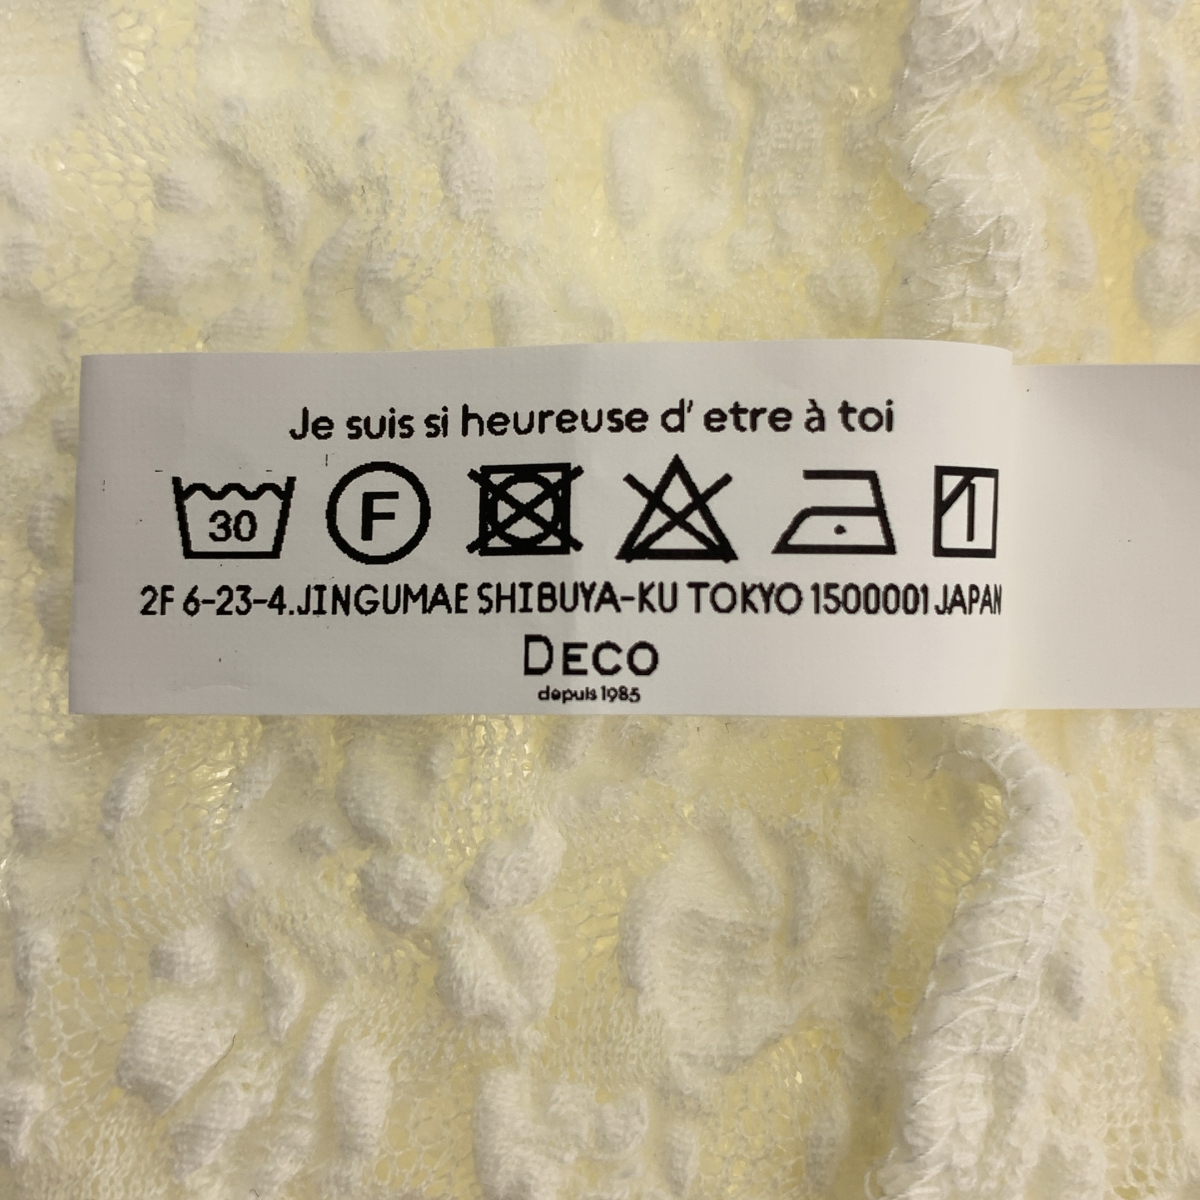 Je suis si heureuse d' etre à toi
30 F
2F 6-23-4.JINGUMAE SHIBUYA-KU TOKYO 1500001 JAPAN
DECO
depuis 1985